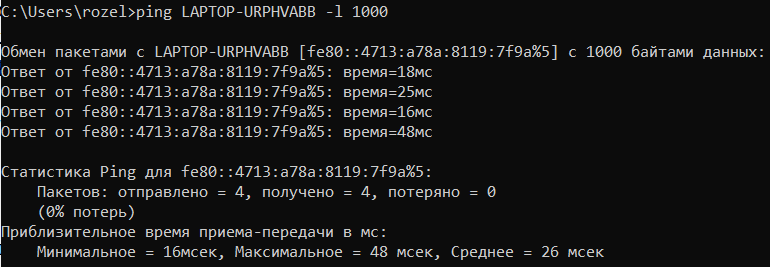 C:\Users\rozel>ping LAPTOP-URPHVABB -l 1000
Обмен пакетами с LAPTOP-URPHVABB [fe80::4713:a78a:8119:7f9a%5] с 1000 байтами данных:
Ответ от fe80::4713:a78a:8119:7f9a%5: время=18мс
Ответ от fe80::4713:a78a:8119:7f9a%5: время=25мс
Ответ от fe80::4713:a78a:8119:7f9a%5: время=16мс
Ответ от fe80::4713:a78a:8119:7f9a%5: время=48мс
Статистика Ping для fe80::4713:a78a:8119:7f9a%5:
Пакетов: отправлено = 4, получено = 4, потеряно = 0
(0% потерь)
Приблизительное время приема-передачи в мс:
Минимальное = 16мсек, Максимальное = 48 мсек, Среднее = 26 мсек